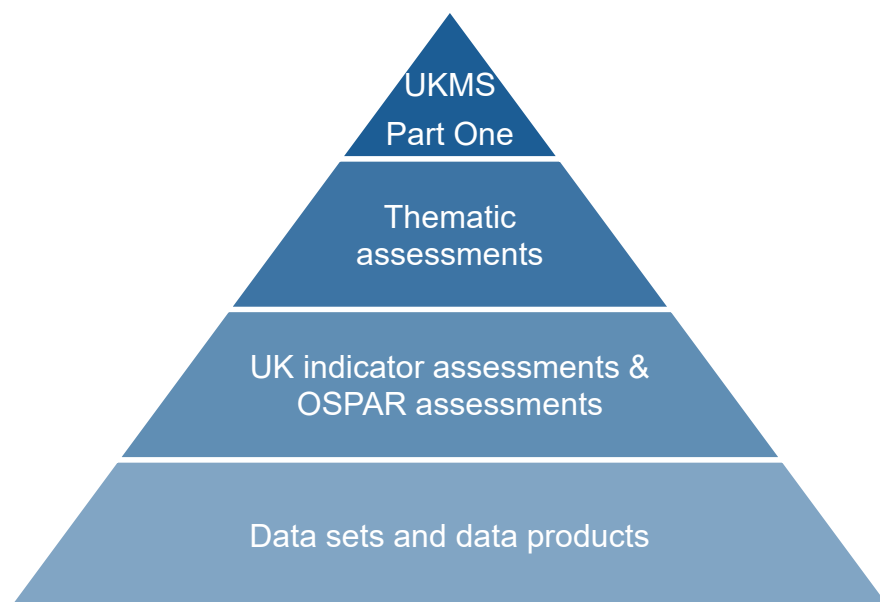 UKMS
Part One
Thematic
assessments
UK indicator assessments &
OSPAR assessments
Data sets and data products